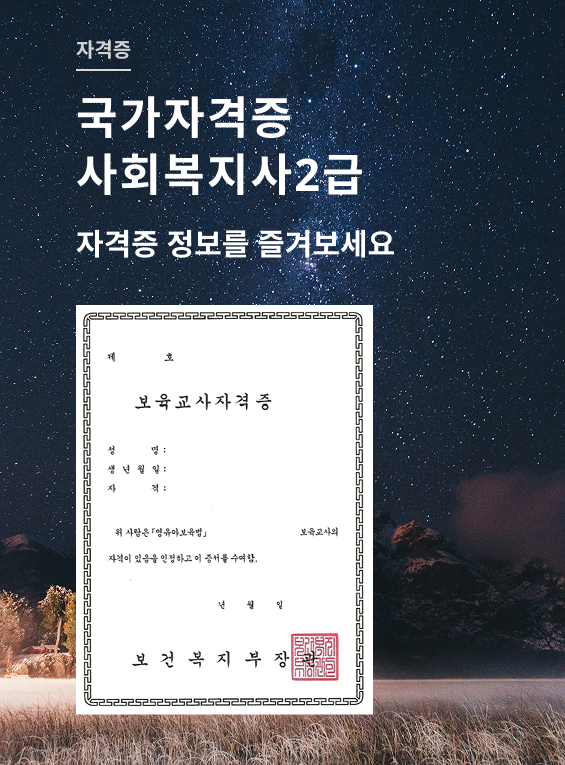 자격증
국가자격증
사회복지사2급
자격증 정보를 즐겨보세요
제 호
보육교사자격증
성 명 :
생 년 월 일 :
자 격 :
위 사람은 「영유아보육법」 보육교사의
자격이 있음을 인정하고 이 증서를 수여함.
년 월 일
보건복지부장관